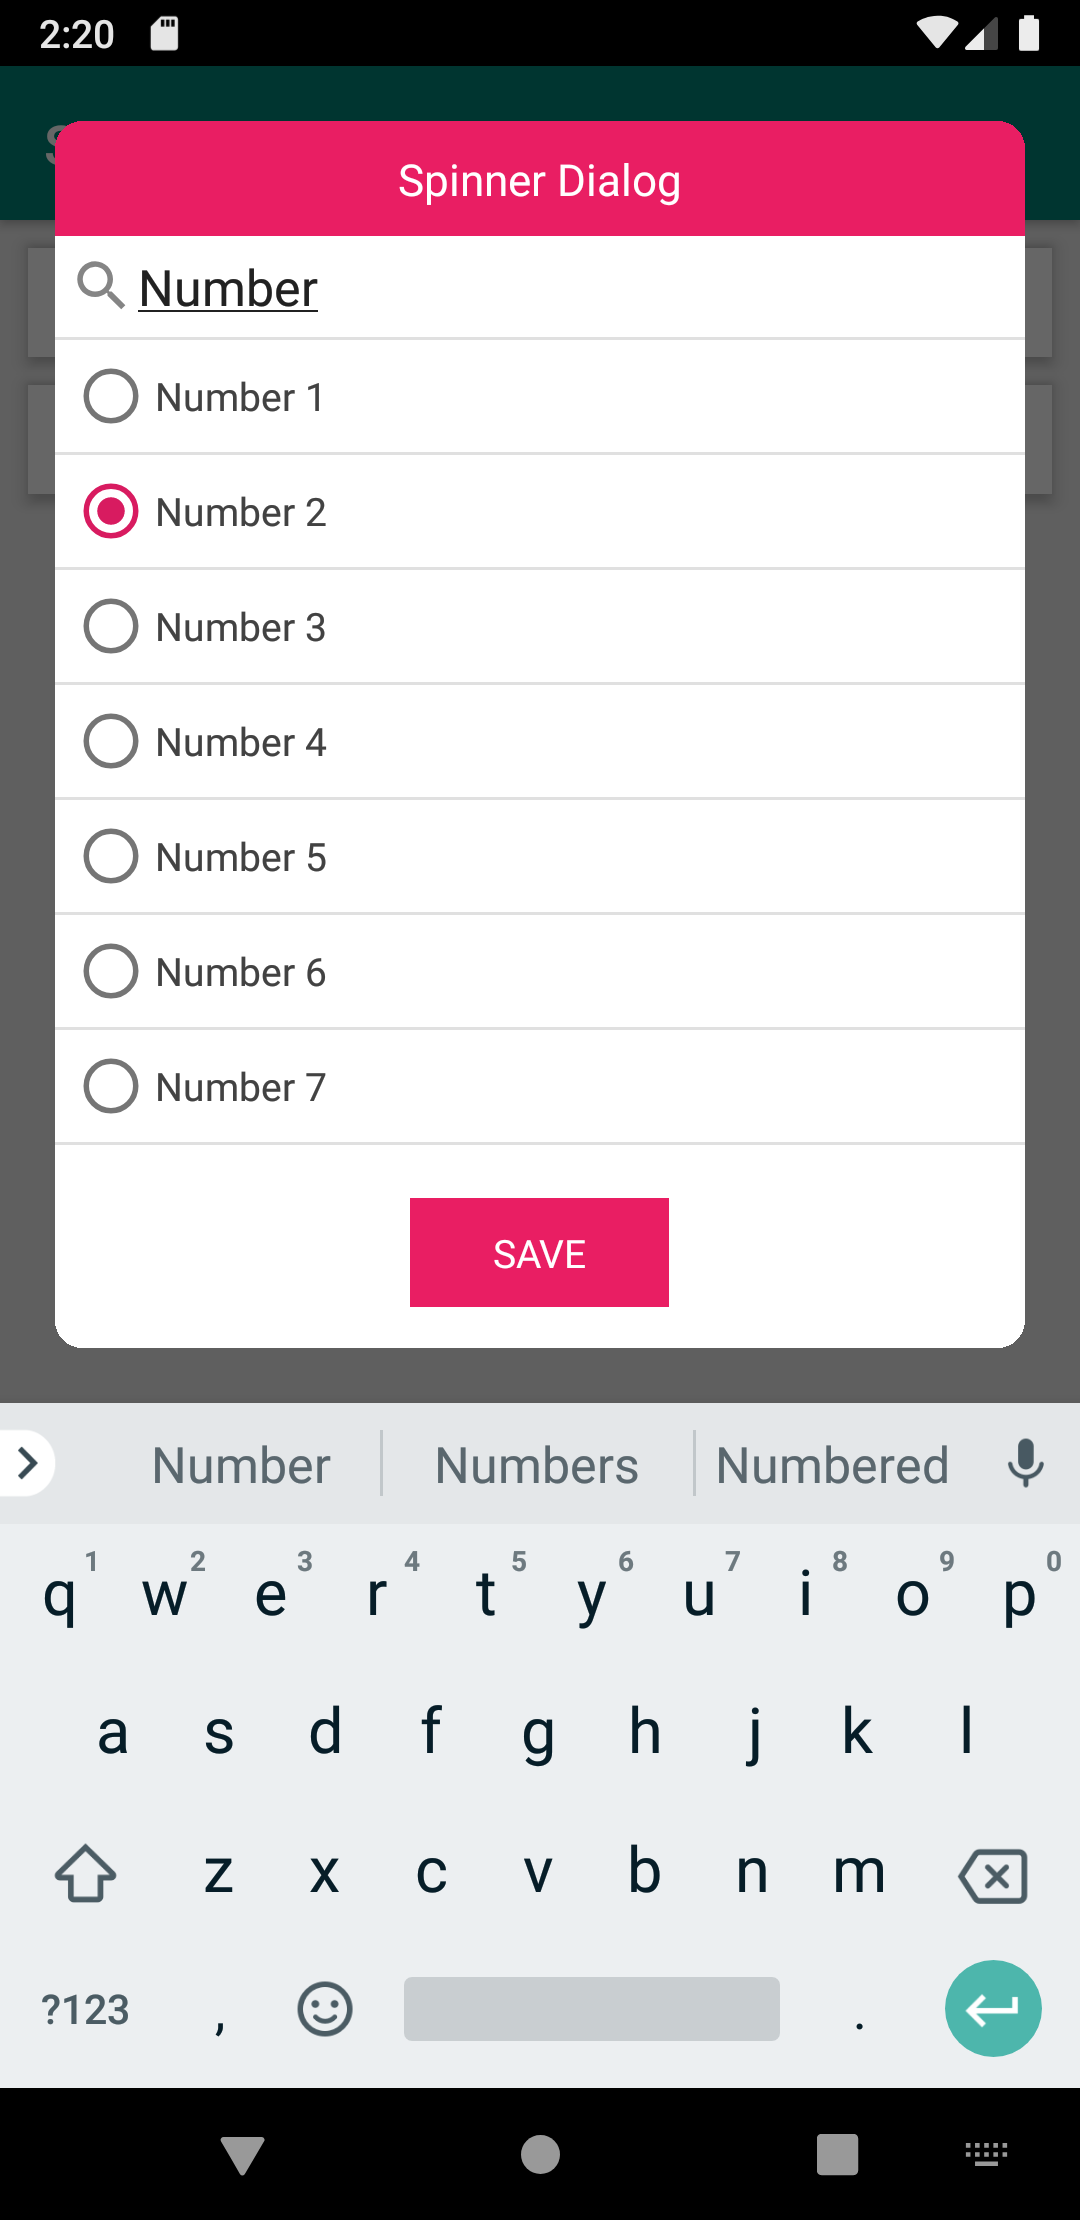 2:20
Spinner Dialog
Number
Number 1
Number 2
Number 3
Number 4
Number 5
Number 6
Number 7
SAVE
Number Numbers Numbered
1 2 3 4 5 6 7 8 9 0
q w e r t y u i o p
a s d f g h j k l
z x c v b n m
?123 , .